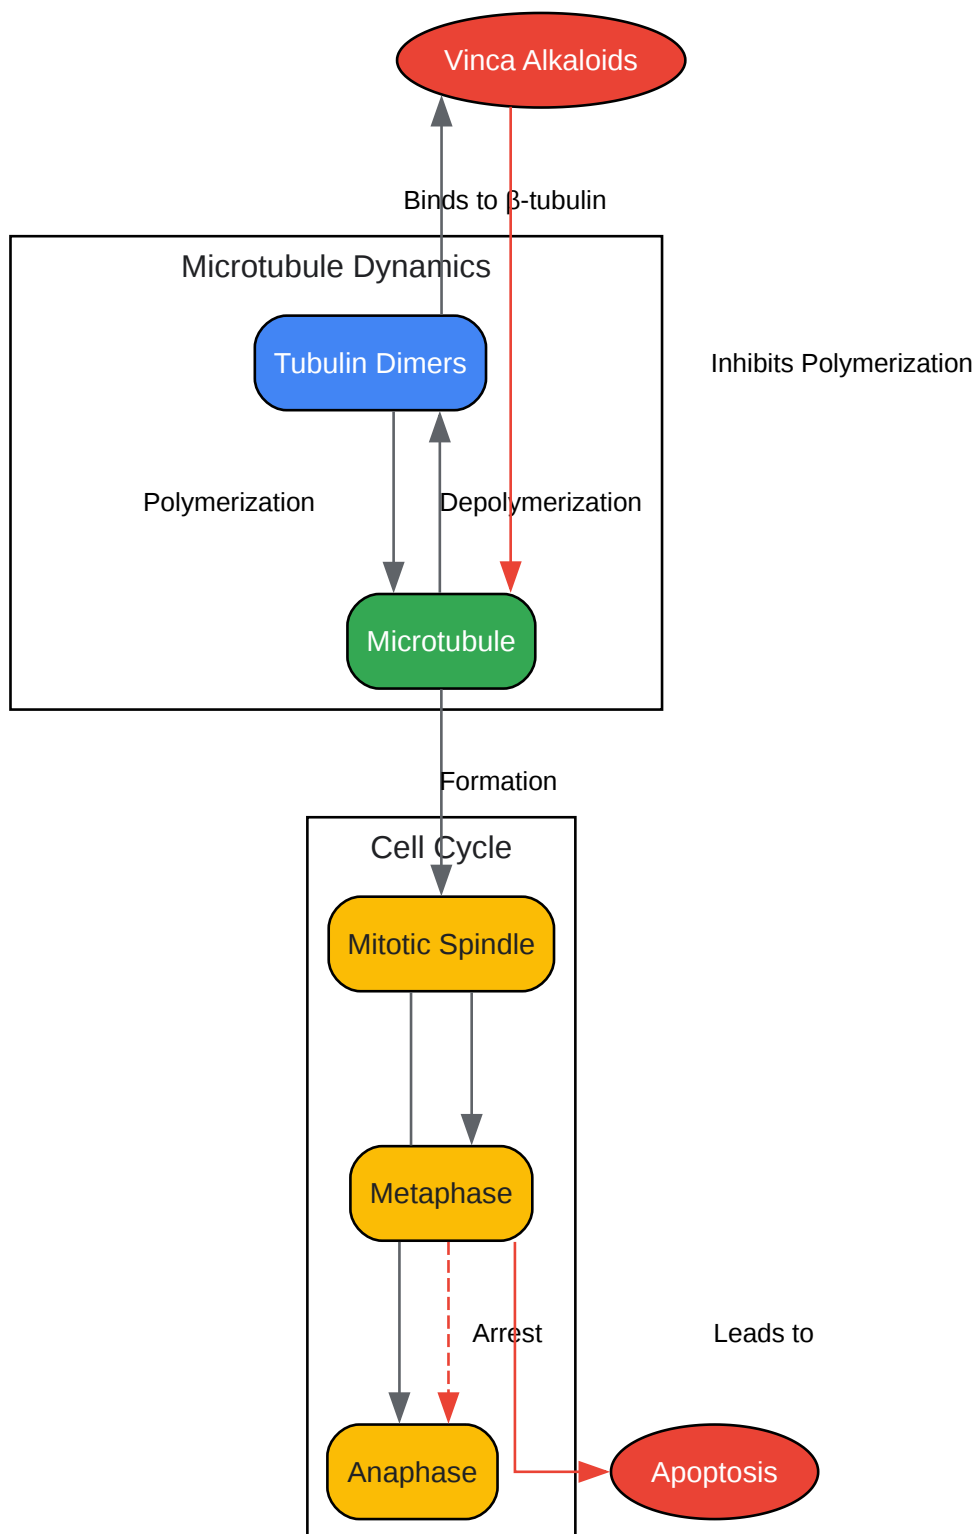 Vinca Alkaloids
Binds to β-tubulin
Microtubule Dynamics
Tubulin Dimers
Inhibits Polymerization
Polymerization
Depolymerization
Microtubule
Formation
Cell Cycle
Mitotic Spindle
Metaphase
Arrest
Leads to
Anaphase
Apoptosis